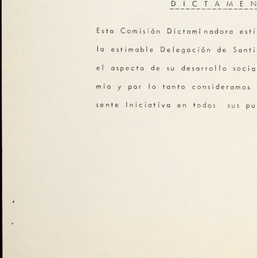 DICTAMEN
Esta Comisión Dictaminadora esti
la estimable Delegación de Santi
el aspecto de su desarrollo socia
mio y por lo tanto consideramos
sente Iniciativa en todos sus pu